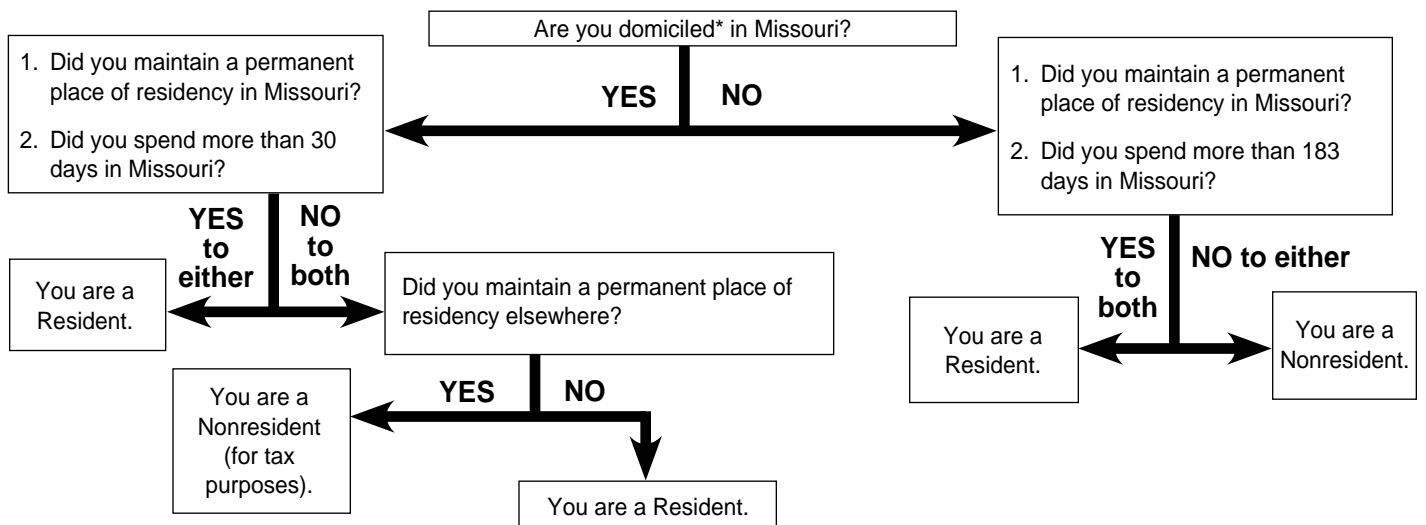 Are you domiciled* in Missouri?
YES NO
1. Did you maintain a permanent
place of residency in Missouri?
2. Did you spend more than 30
days in Missouri?
1. Did you maintain a permanent
place of residency in Missouri?
2. Did you spend more than 183
days in Missouri?
YES
to
either
NO
to
both
You are a
Resident.
Did you maintain a permanent place of
residency elsewhere?
YES NO
You are a
Nonresident
(for tax
purposes).
You are a Resident.
YES
to
both
NO to either
You are a
Resident.
You are a
Nonresident.